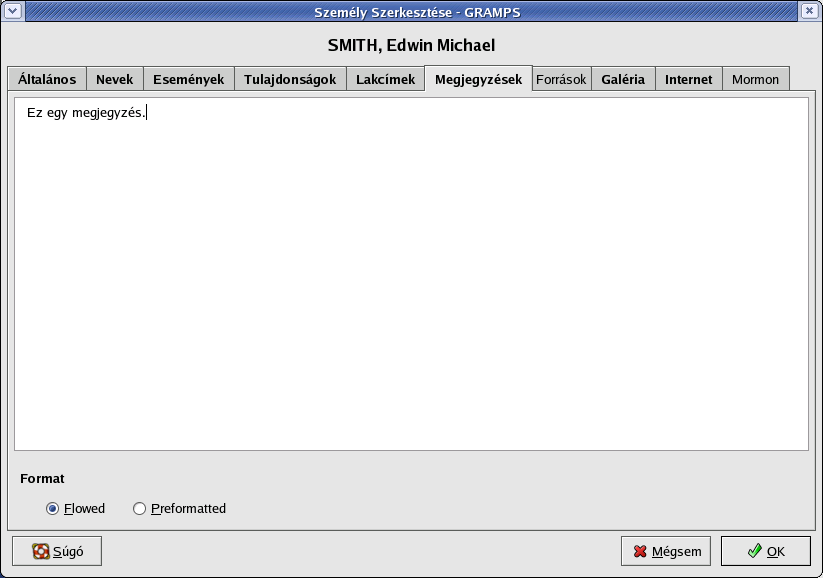 Személy Szerkesztése - GRAMPS
SMITH, Edwin Michael
Általános Nevek Események Tulajdonságok Lakcímek Megjegyzések Források Galéria Internet Mormon
Ez egy megjegyzés.
Format
Flowed Preformatted
Súgó Mégsem OK